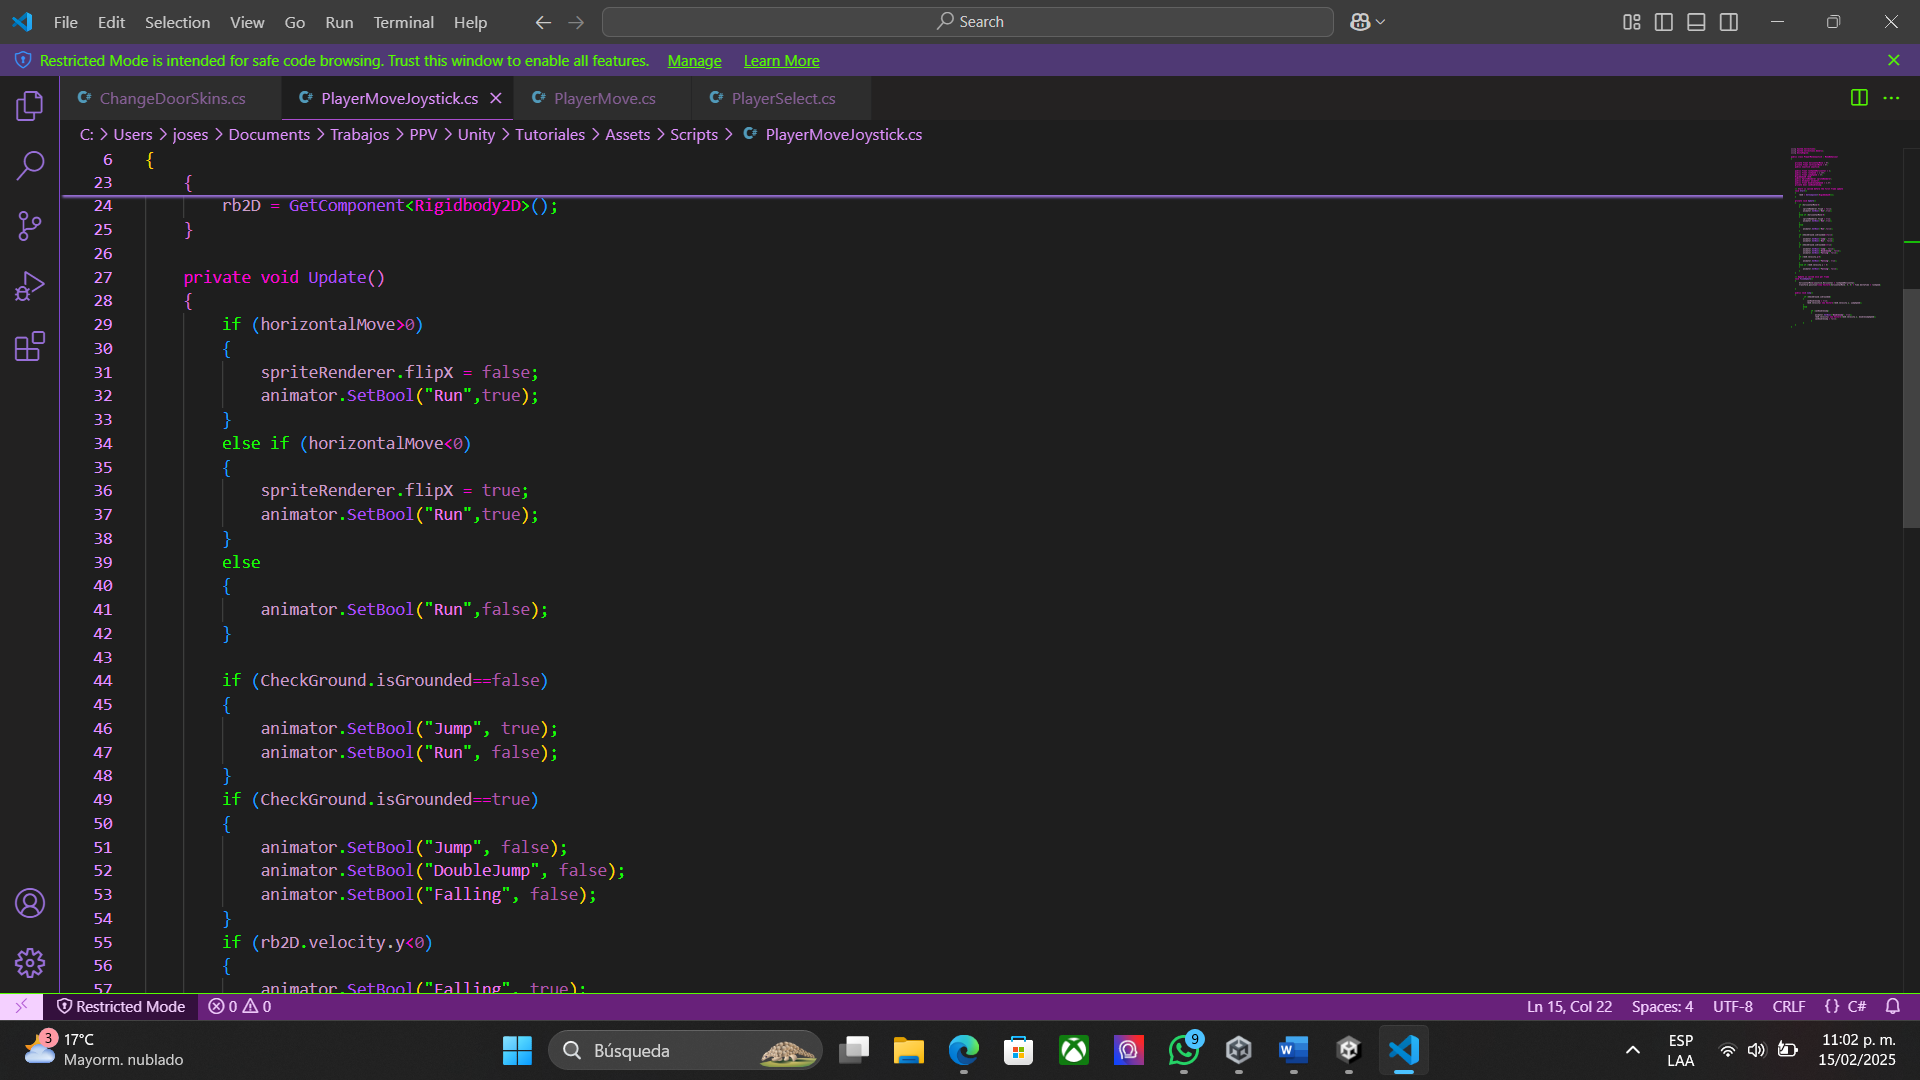 File Edit Selection View Go Run Terminal Help
Search
Restricted Mode is intended for safe code browsing. Trust this window to enable all features. Manage Learn More
ChangeDoorSkins.cs PlayerMoveJoystick.cs PlayerMove.cs PlayerSelect.cs
C: > Users > joses > Documents > Trabajos > PPV > Unity > Tutoriales > Assets > Scripts > PlayerMoveJoystick.cs
6 {
23 {
24 rb2D = GetComponent<Rigidbody2D>();
25 }
26
27 private void Update()
28 {
29 if (horizontalMove>0)
30 {
31 spriteRenderer.flipX = false;
32 animator.SetBool("Run",true);
33 }
34 else if (horizontalMove<0)
35 {
36 spriteRenderer.flipX = true;
37 animator.SetBool("Run",true);
38 }
39 else
40 {
41 animator.SetBool("Run",false);
42 }
43
44 if (CheckGround.isGrounded==false)
45 {
46 animator.SetBool("Jump", true);
47 animator.SetBool("Run", false);
48 }
49 if (CheckGround.isGrounded==true)
50 {
51 animator.SetBool("Jump", false);
52 animator.SetBool("DoubleJump", false);
53 animator.SetBool("Falling", false);
54 }
55 if (rb2D.velocity.y<0)
56 {
57 animator.SetBool("Falling", true);
Restricted Mode 0 0 Ln 15, Col 22 Spaces: 4 UTF-8 CRLF {} C#
3 17°C
Mayorm. nublado
Búsqueda
9
W
ESP
LAA
11:02 p. m.
15/02/2025